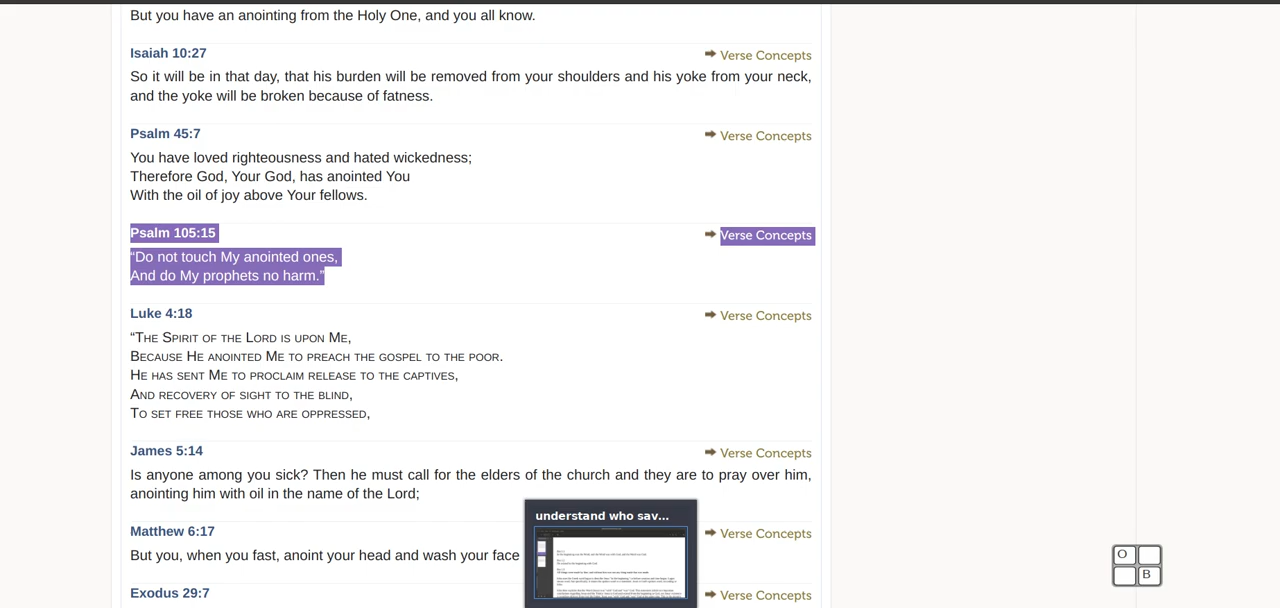 But you have an anointing from the Holy One, and you all know.
Isaiah 10:27
Verse Concepts
So it will be in that day, that his burden will be removed from your shoulders and his yoke from your neck,
and the yoke will be broken because of fatness.
Psalm 45:7
Verse Concepts
You have loved righteousness and hated wickedness;
Therefore God, Your God, has anointed You
With the oil of joy above Your fellows.
Psalm 105:15
Verse Concepts
“Do not touch My anointed ones,
And do My prophets no harm.”
Luke 4:18
Verse Concepts
“The Spirit of the Lord is upon Me,
Because He anointed Me to preach the gospel to the poor.
He has sent Me to proclaim release to the captives,
And recovery of sight to the blind,
To set free those who are oppressed,
James 5:14
Verse Concepts
Is anyone among you sick? Then he must call for the elders of the church and they are to pray over him,
anointing him with oil in the name of the Lord;
understand who sav...
Matthew 6:17
Verse Concepts
But you, when you fast, anoint your head and wash your face
Exodus 29:7
Verse Concepts
O
B